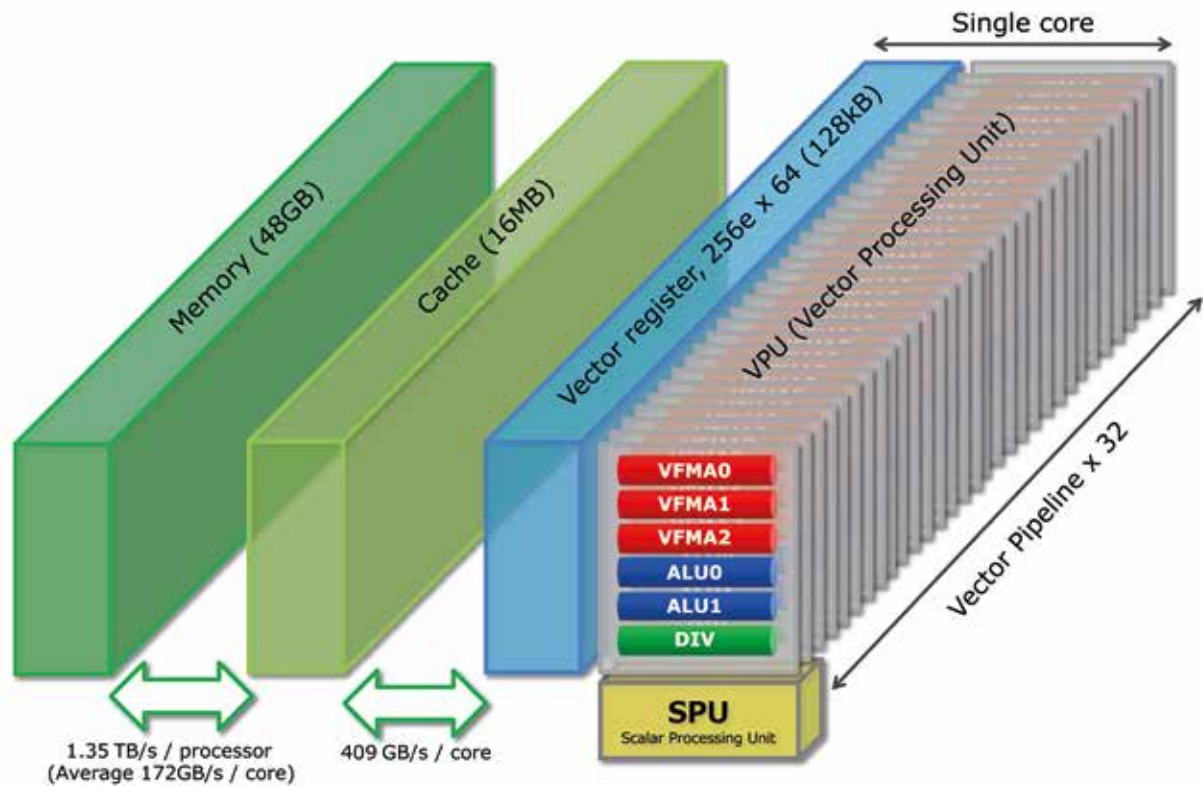 Single core
Memory (48GB)
Cache (16MB)
Vector register, 256e x 64 (128kB)
VPU (Vector Processing Unit)
VFMA0
VFMA1
VFMA2
ALU0
ALU1
DIV
Vector Pipeline x 32
SPU
Scalar Processing Unit
1.35 TB/s / processor
(Average 172GB/s / core)
409 GB/s / core